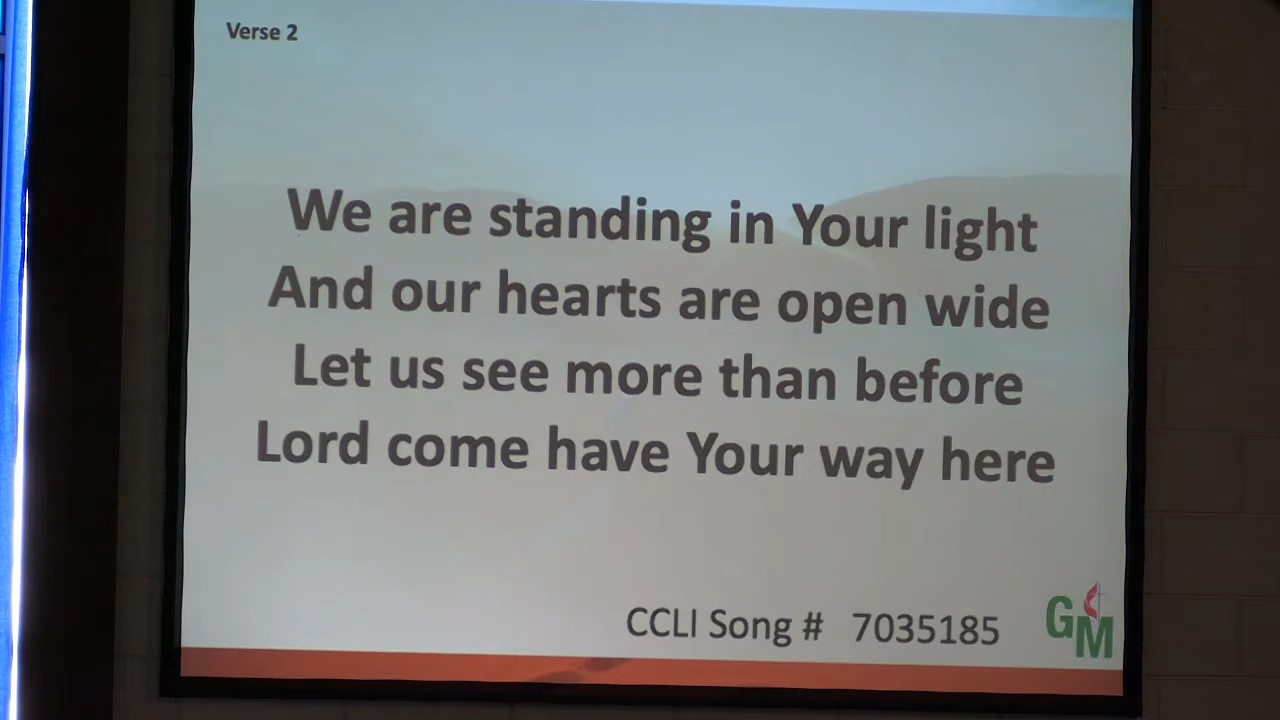 Verse 2
We are standing in Your light
And our hearts are open wide
Let us see more than before
Lord come have Your way here
CCLI Song # 7035185
GM